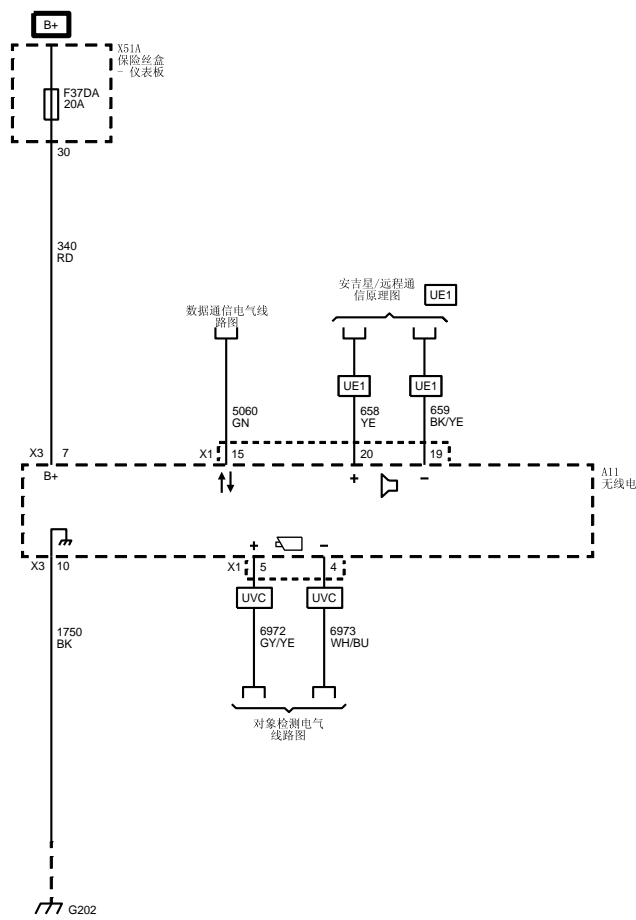 B+
X51A
保险丝盒
- 仪表板
F37DA
20A
30
340
RD
安吉星/远程通
信原理图
UE1
数据通信电气线
路图
UE1
UE1
5060
GN
658
YE
659
BK/YE
X3 7
X1 15
20
19
A11
无线电
B+
+
−
+
−
X3 10
X1 5
4
UVC
UVC
1750
BK
6972
GY/YE
6973
WH/BU
对象检测电气
线路图
G202